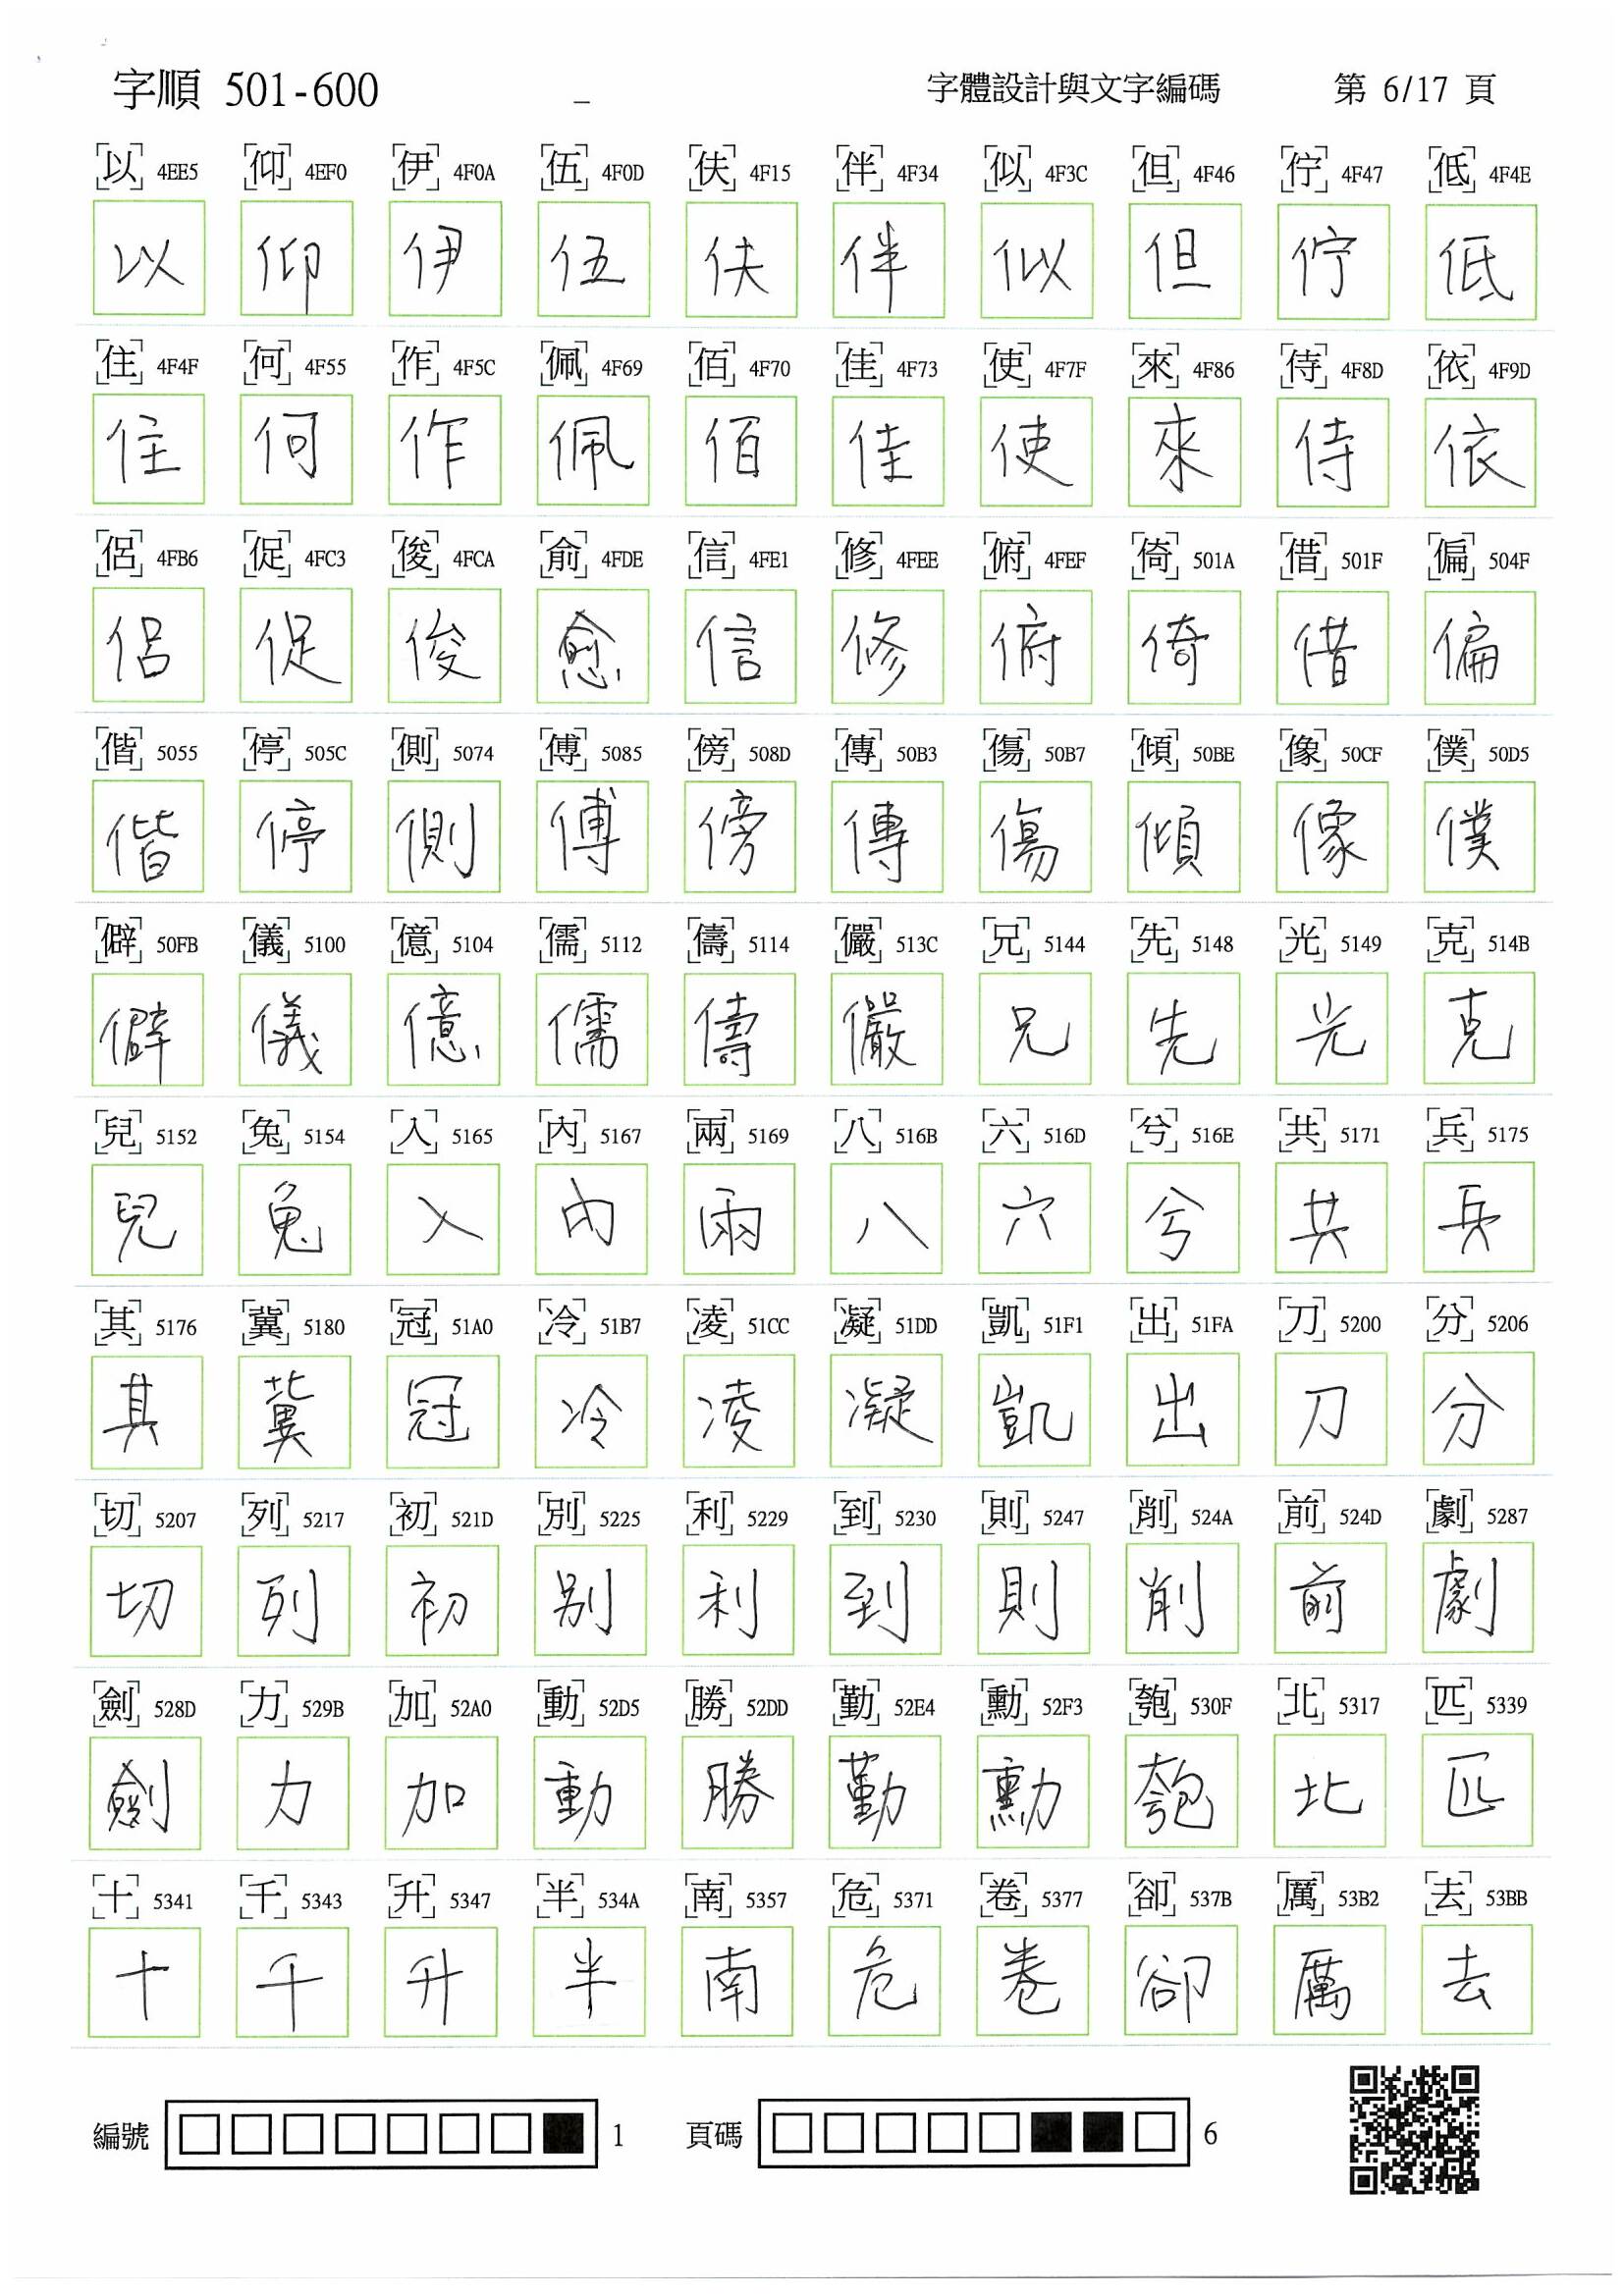 字順 501-600 — 字體設計與文字編碼 第 6/17 頁
以 4EE5 仰 4EF0 伊 4F0A 伍 4F0D 伕 4F15 伴 4F34 似 4F3C 但 4F46 佇 4F47 低 4F4E
以 仰 伊 伍 伕 伴 似 但 佇 低
住 4F4F 何 4F55 作 4F5C 佩 4F69 佰 4F70 佳 4F73 使 4F7F 來 4F86 侍 4F8D 依 4F9D
住 何 作 佩 佰 佳 使 來 侍 依
侶 4FB6 促 4FC3 俊 4FCA 俞 4FDE 信 4FE1 修 4FEE 俯 4FEF 倚 501A 借 501F 偏 504F
侶 促 俊 愈 信 修 俯 倚 借 偏
偕 5055 停 505C 側 5074 傅 5085 傍 508D 傳 50B3 傷 50B7 傾 50BE 像 50CF 僕 50D5
偕 停 側 傅 傍 傳 傷 傾 像 僕
僻 50FB 儀 5100 億 5104 儒 5112 儔 5114 儼 513C 兄 5144 先 5148 光 5149 克 514B
僻 儀 億 儒 儔 儼 兄 先 光 克
兒 5152 兔 5154 入 5165 內 5167 兩 5169 八 516B 六 516D 兮 516E 共 5171 兵 5175
兒 兔 入 內 兩 八 六 兮 共 兵
其 5176 冀 5180 冠 51A0 冷 51B7 凌 51CC 凝 51DD 凱 51F1 出 51FA 刀 5200 分 5206
其 冀 冠 冷 凌 凝 凱 出 刀 分
切 5207 列 5217 初 521D 別 5225 利 5229 到 5230 則 5247 削 524A 前 524D 劇 5287
切 列 初 別 利 到 則 削 前 劇
劍 528D 力 529B 加 52A0 動 52D5 勝 52DD 勤 52E4 勳 52F3 匏 530F 北 5317 匹 5339
劍 力 加 動 勝 勤 勳 匏 北 匹
十 5341 千 5343 升 5347 半 534A 南 5357 危 5371 卷 5377 卻 537B 厲 53B2 去 53BB
十 千 升 半 南 危 卷 卻 厲 去
編號 1 頁碼 6